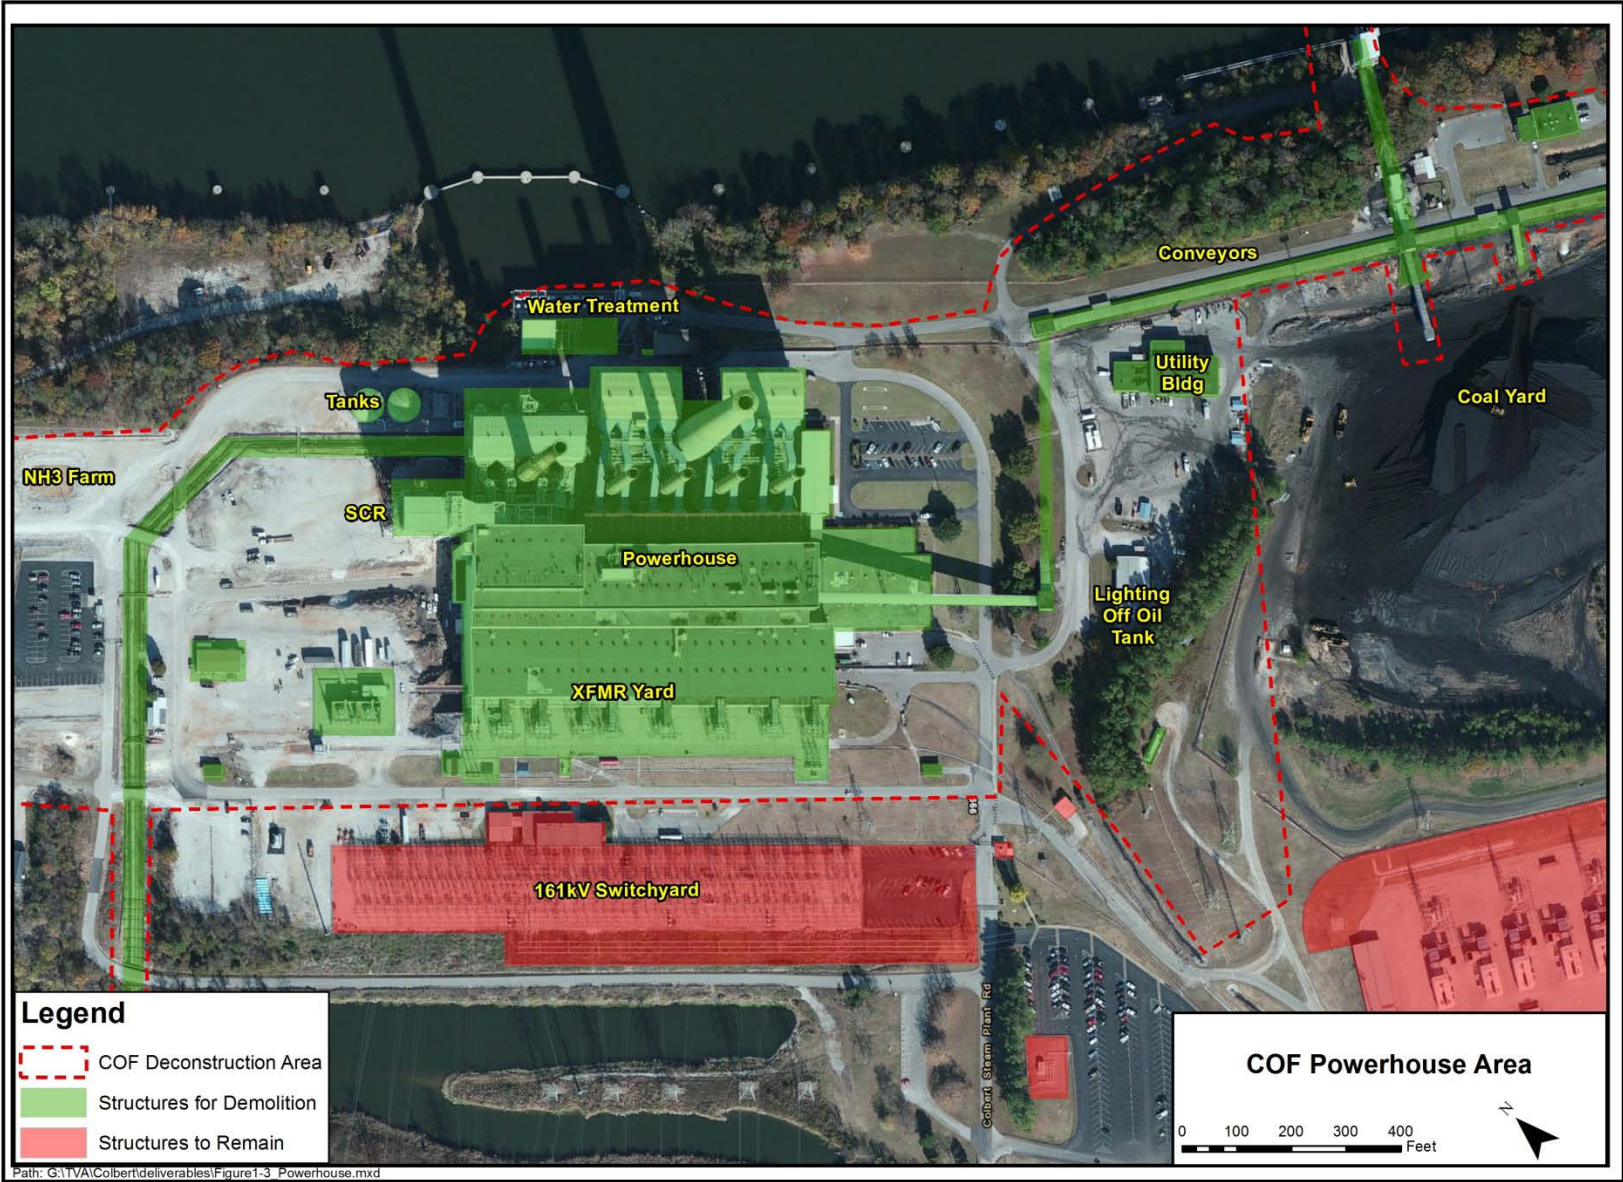 Conveyors
Water Treatment
Utility
Bldg
Coal Yard
Tanks
NH3 Farm
SCR
Powerhouse
Lighting
Off Oil
Tank
XFMR Yard
999
161kV Switchyard
Colbert Steam Plant Rd
Legend
COF Deconstruction Area
Structures for Demolition
Structures to Remain
COF Powerhouse Area
N
0 100 200 300 400
Feet
Path: G:\TVA\Colbert\deliverables\Figure1-3_Powerhouse.mxd